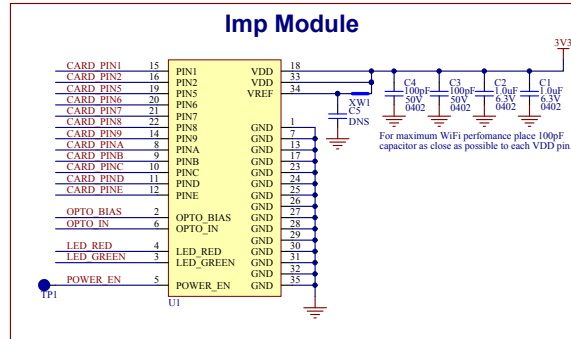 Imp Module
3V3
CARD_PIN1 15 PIN1 VDD 18
CARD_PIN2 16 PIN2 VDD 33
CARD_PIN5 19 PIN5 VREF 34
CARD_PIN6 20 PIN6
CARD_PIN7 21 PIN7
CARD_PIN8 22 PIN8 GND 1
CARD_PIN9 14 PIN9 GND 7
CARD_PINA 8 PINA GND 13
CARD_PINB 9 PINB GND 17
CARD_PINC 10 PINC GND 23
CARD_PIND 11 PIND GND 24
CARD_PINE 12 PINE GND 25
GND 26
OPTO_BIAS 2 OPTO_BIAS GND 27
OPTO_IN 6 OPTO_IN GND 28
GND 29
LED_RED 4 LED_RED GND 30
LED_GREEN 3 LED_GREEN GND 31
GND 32
POWER_EN 5 POWER_EN GND 35
TP1
U1
XW1
C5
DNS
C4
100pF
50V
0402
C3
100pF
50V
0402
C2
1.0uF
6.3V
0402
C1
1.0uF
6.3V
0402
For maximum WiFi perfomance place 100pF
capacitor as close as possible to each VDD pin.